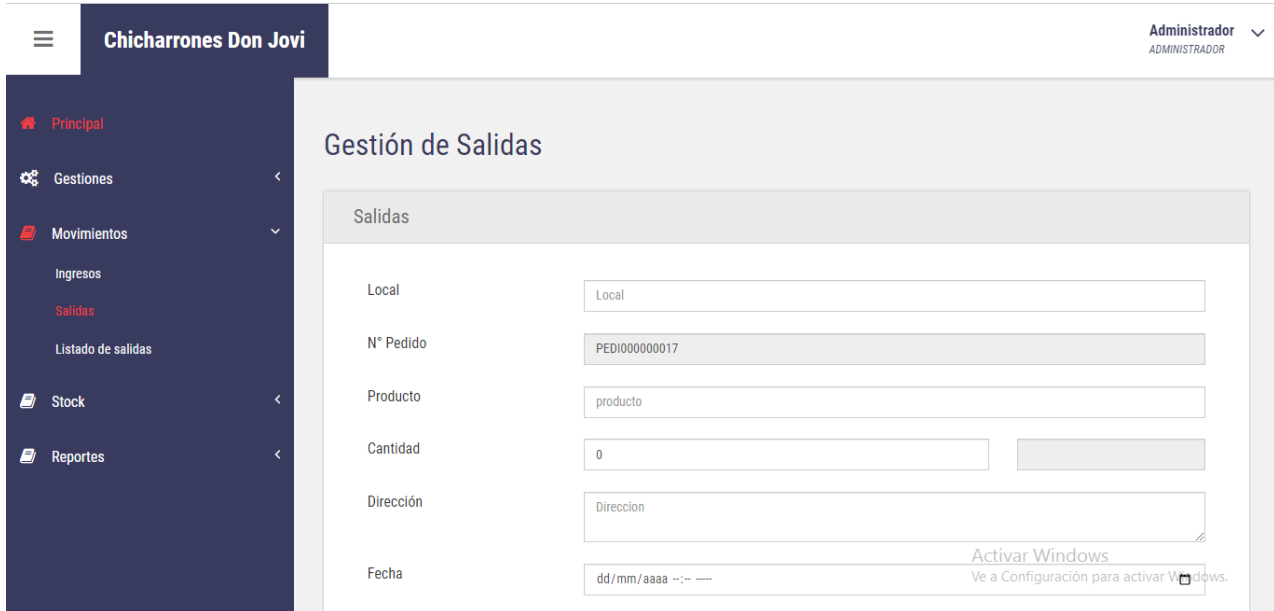 Chicharrones Don Jovi
Administrador
ADMINISTRADOR
Principal
Gestiones
Movimientos
Ingresos
Salidas
Listado de salidas
Stock
Reportes
Gestión de Salidas
Salidas
Local
Local
N° Pedido
PEDI000000017
Producto
producto
Cantidad
0
Dirección
Direccion
Fecha
dd/mm/aaaa --:-- -----
Activar Windows
Ve a Configuración para activar Windows.